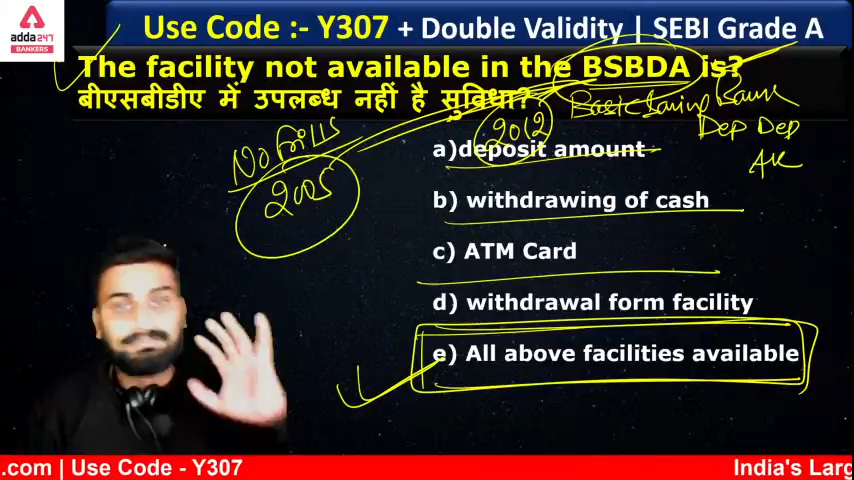 adda247
BANKERS
Use Code :- Y307 + Double Validity | SEBI Grade A
The facility not available in the BSBDA is?
बीएसबीडीए में उपलब्ध नहीं है सुविधा?
Basic Saving Bank
Dep Dep
2012
No Frills
2005
a)deposit amount
b) withdrawing of cash
c) ATM Card
d) withdrawal form facility
e) All above facilities available
.com | Use Code - Y307
India's Larg